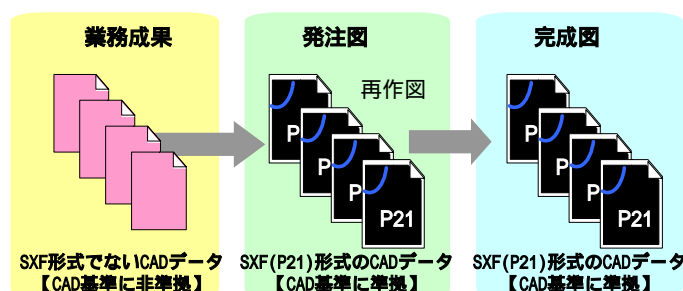 業務成果
発注図
完成図
再作図
P
P
P
P21
P
P
P
P21
SXF形式でないCADデータ
【CAD基準に非準拠】
SXF(P21)形式のCADデータ
【CAD基準に準拠】
SXF(P21)形式のCADデータ
【CAD基準に準拠】